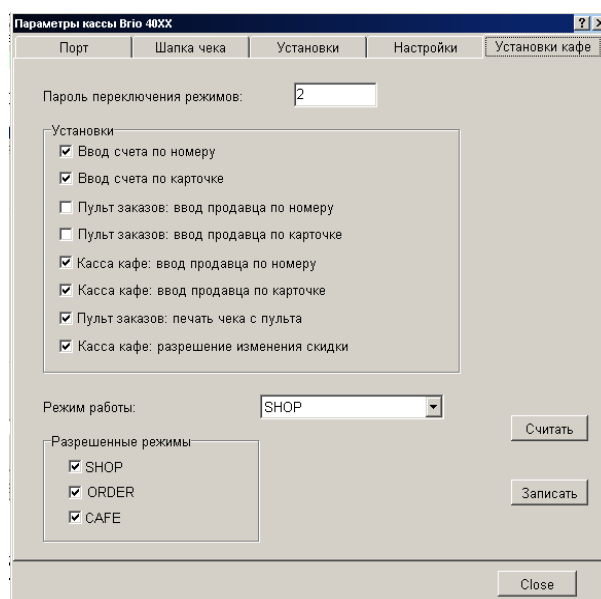 Параметры кассы Brio 40XX
Порт Шапка чека Установки Настройки Установки кафе
Пароль переключения режимов: 2
Установки
Ввод счета по номеру
Ввод счета по карточке
Пульт заказов: ввод продавца по номеру
Пульт заказов: ввод продавца по карточке
Касса кафе: ввод продавца по номеру
Касса кафе: ввод продавца по карточке
Пульт заказов: печать чека с пульта
Касса кафе: разрешение изменения скидки
Режим работы: SHOP
Считать
Разрешенные режимы
SHOP
ORDER
Записать
CAFE
Close